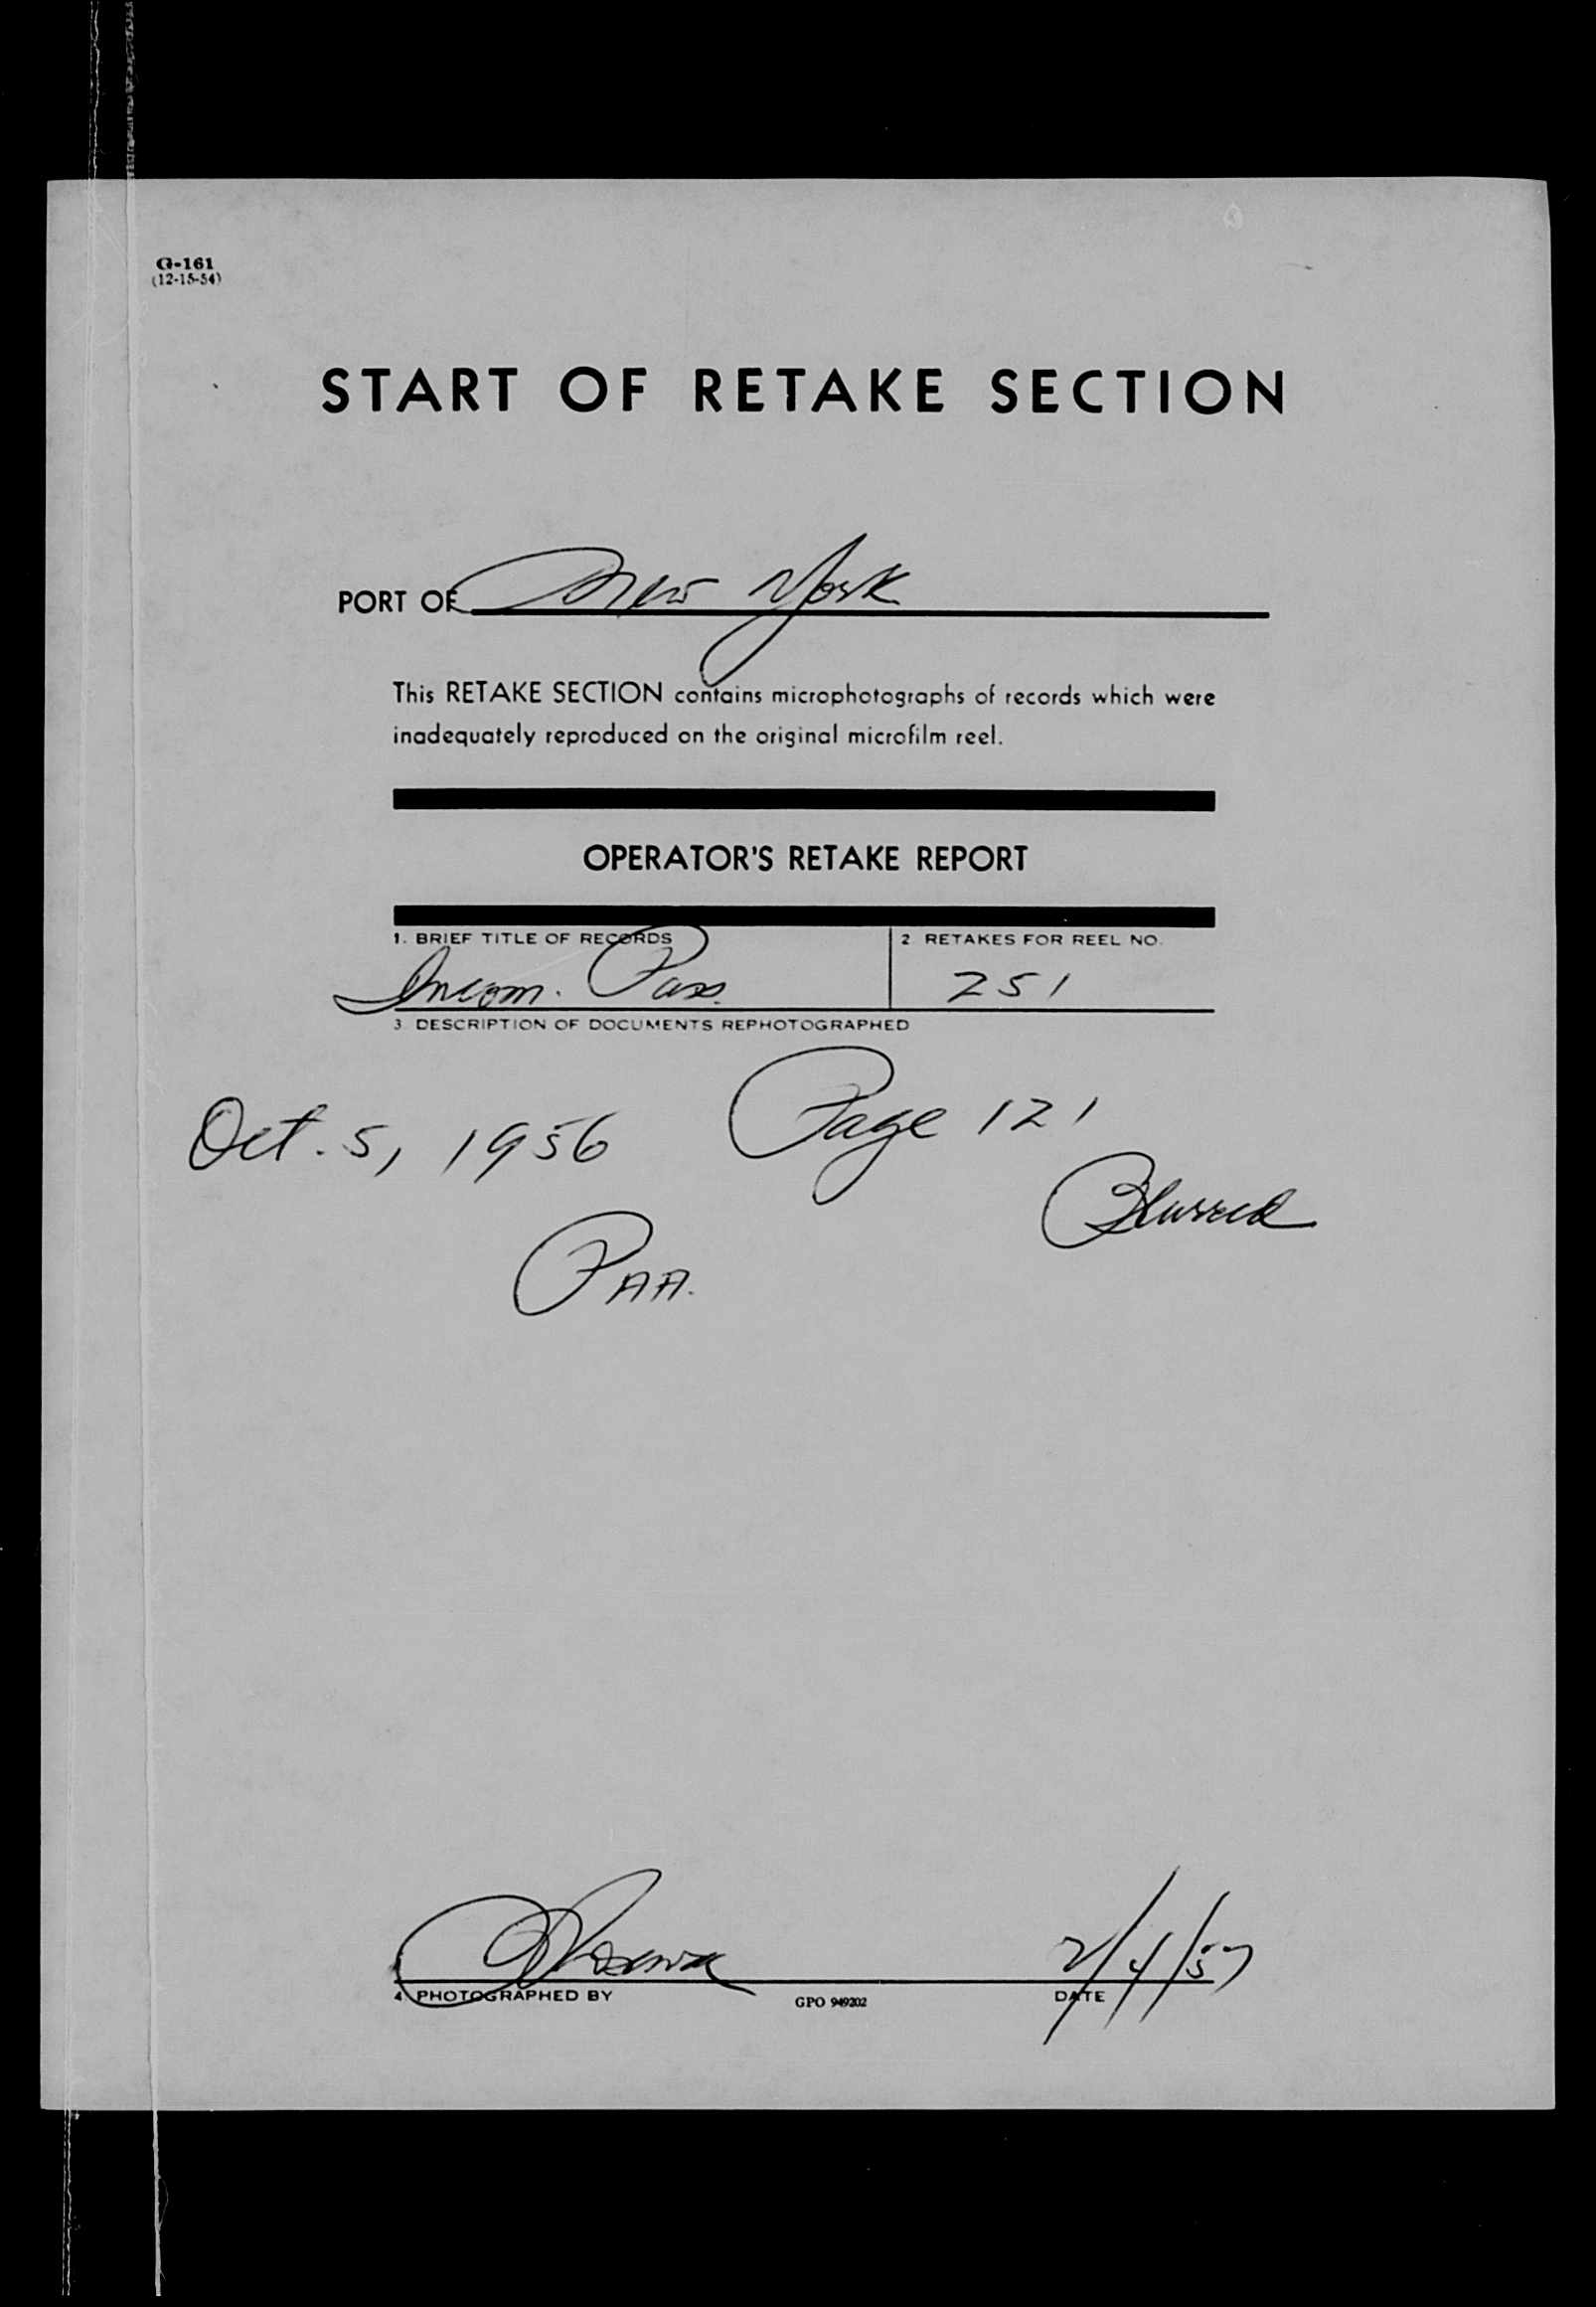 G-161
(12-15-54)
START OF RETAKE SECTION
PORT OF New York
This RETAKE SECTION contains microphotographs of records which were
inadequately reproduced on the original microfilm reel.
OPERATOR'S RETAKE REPORT
1. BRIEF TITLE OF RECORDS 2. RETAKES FOR REEL NO.
Incom. Pass. 251
3. DESCRIPTION OF DOCUMENTS REPHOTOGRAPHED
Oct. 5, 1956 Page 121
Blurred
PAA.
2/4/57
4. PHOTOGRAPHED BY GPO 949202 DATE